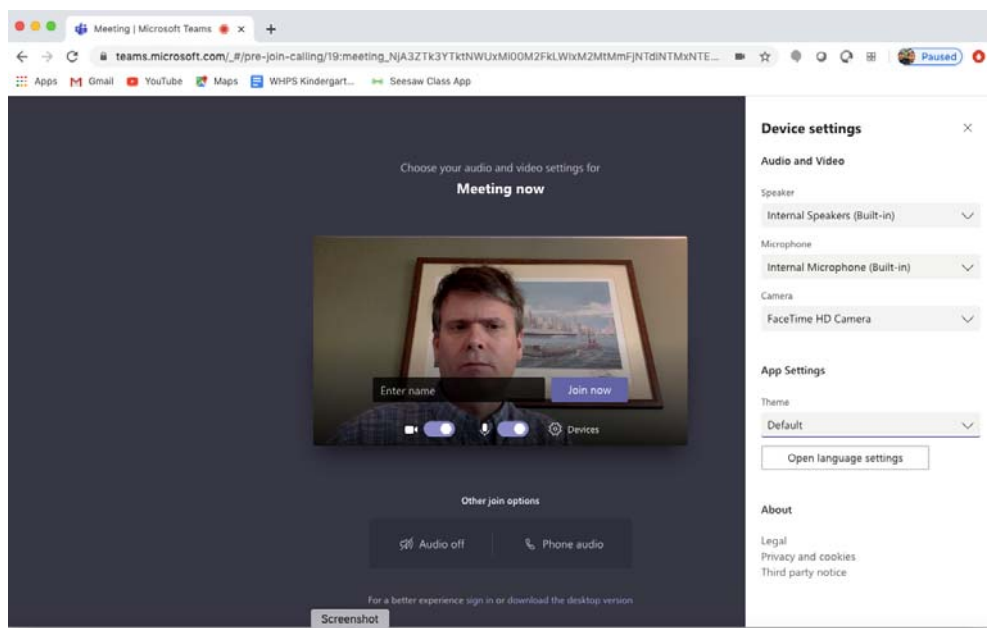 Meeting | Microsoft Teams
teams.microsoft.com/_#/pre-join-calling/19:meeting_NjA3ZTk3YTktNWUxMi00M2FkLWIxM2MtMmFjNTdlNTMxNTE...
Paused
Apps Gmail YouTube Maps WHPS Kindergart... Seesaw Class App
Choose your audio and video settings for
Meeting now
Enter name
Join now
Devices
Other join options
Audio off
Phone audio
For a better experience sign in or download the desktop version
Screenshot
Device settings
Audio and Video
Speaker
Internal Speakers (Built-in)
Microphone
Internal Microphone (Built-in)
Camera
FaceTime HD Camera
App Settings
Theme
Default
Open language settings
About
Legal
Privacy and cookies
Third party notice